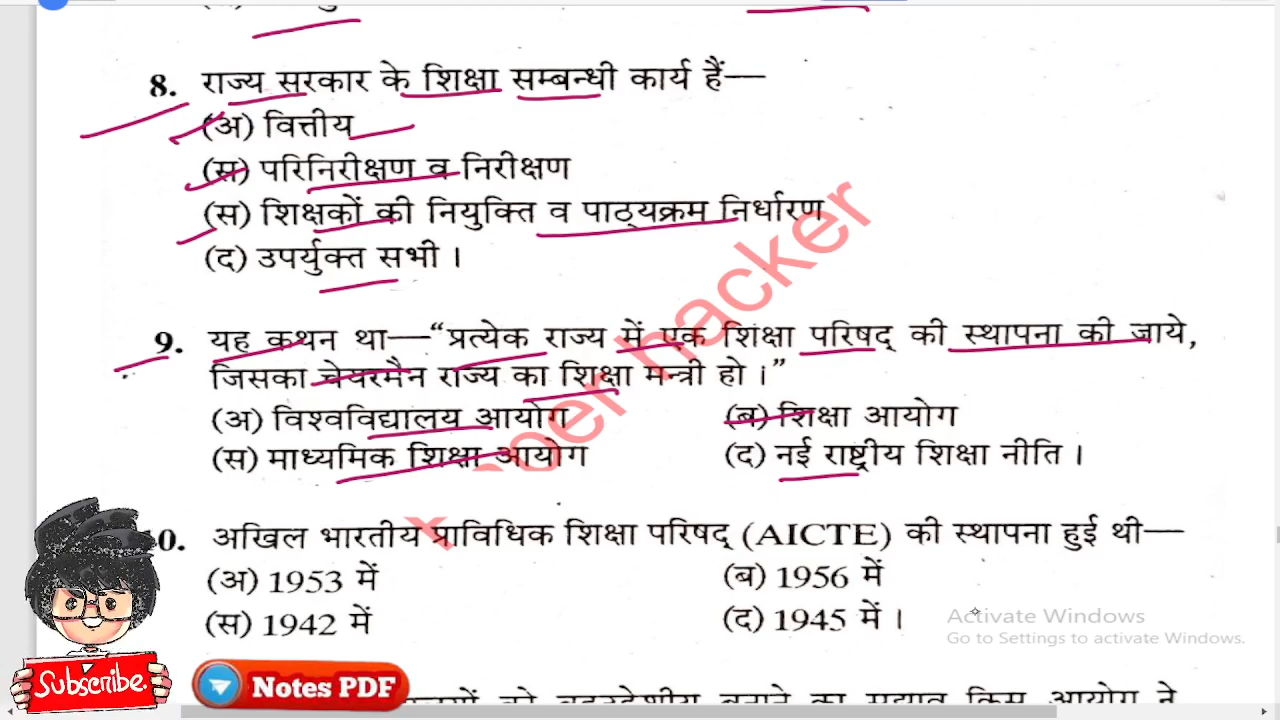 8. राज्य सरकार के शिक्षा सम्बन्धी कार्य हैं—
(अ) वित्तीय
(स) परिनिरीक्षण व निरीक्षण
(स) शिक्षकों की नियुक्ति व पाठ्यक्रम निर्धारण
(द) उपर्युक्त सभी ।
9. यह कथन था—“प्रत्येक राज्य में एक शिक्षा परिषद् की स्थापना की जाये,
जिसका चेयरमैन राज्य का शिक्षा मन्त्री हो ।”
(अ) विश्वविद्यालय आयोग (ब) शिक्षा आयोग
(स) माध्यमिक शिक्षा आयोग (द) नई राष्ट्रीय शिक्षा नीति ।
0. अखिल भारतीय प्राविधिक शिक्षा परिषद् (AICTE) की स्थापना हुई थी—
(अ) 1953 में (ब) 1956 में
(स) 1942 में (द) 1945 में ।
hacker
Activate Windows
Go to Settings to activate Windows.
Subscribe.
Notes PDF